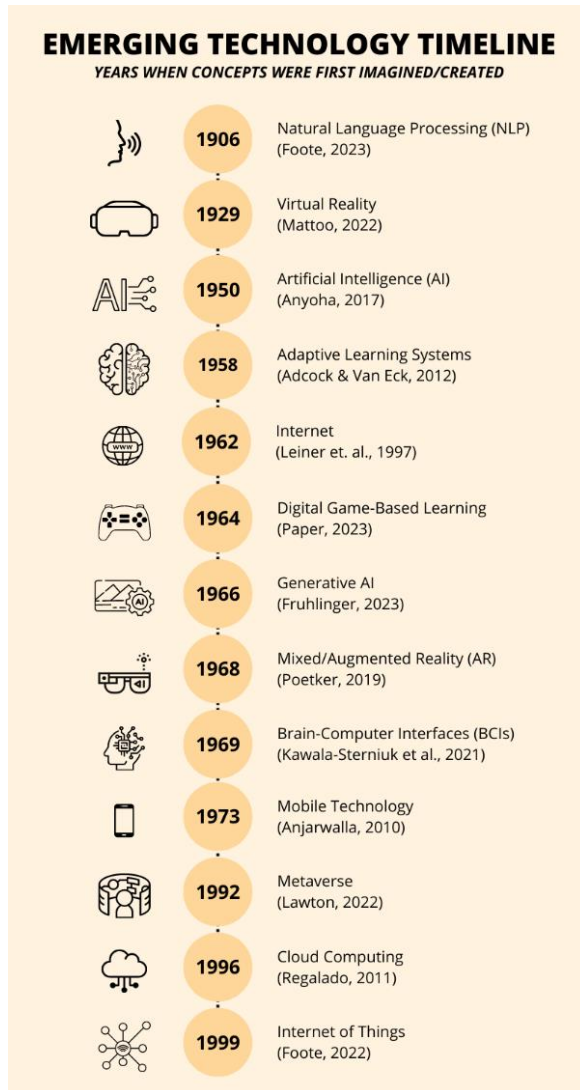 EMERGING TECHNOLOGY TIMELINE
YEARS WHEN CONCEPTS WERE FIRST IMAGINED/CREATED
1906
Natural Language Processing (NLP)
(Foote, 2023)
1929
Virtual Reality
(Mattoo, 2022)
AI
1950
Artificial Intelligence (AI)
(Anyoha, 2017)
1958
Adaptive Learning Systems
(Adcock & Van Eck, 2012)
WWW
1962
Internet
(Leiner et. al., 1997)
1964
Digital Game-Based Learning
(Paper, 2023)
AI
1966
Generative AI
(Fruhlinger, 2023)
1968
Mixed/Augmented Reality (AR)
(Poetker, 2019)
1969
Brain-Computer Interfaces (BCIs)
(Kawala-Sterniuk et al., 2021)
1973
Mobile Technology
(Anjarwalla, 2010)
1992
Metaverse
(Lawton, 2022)
1996
Cloud Computing
(Regalado, 2011)
1999
Internet of Things
(Foote, 2022)